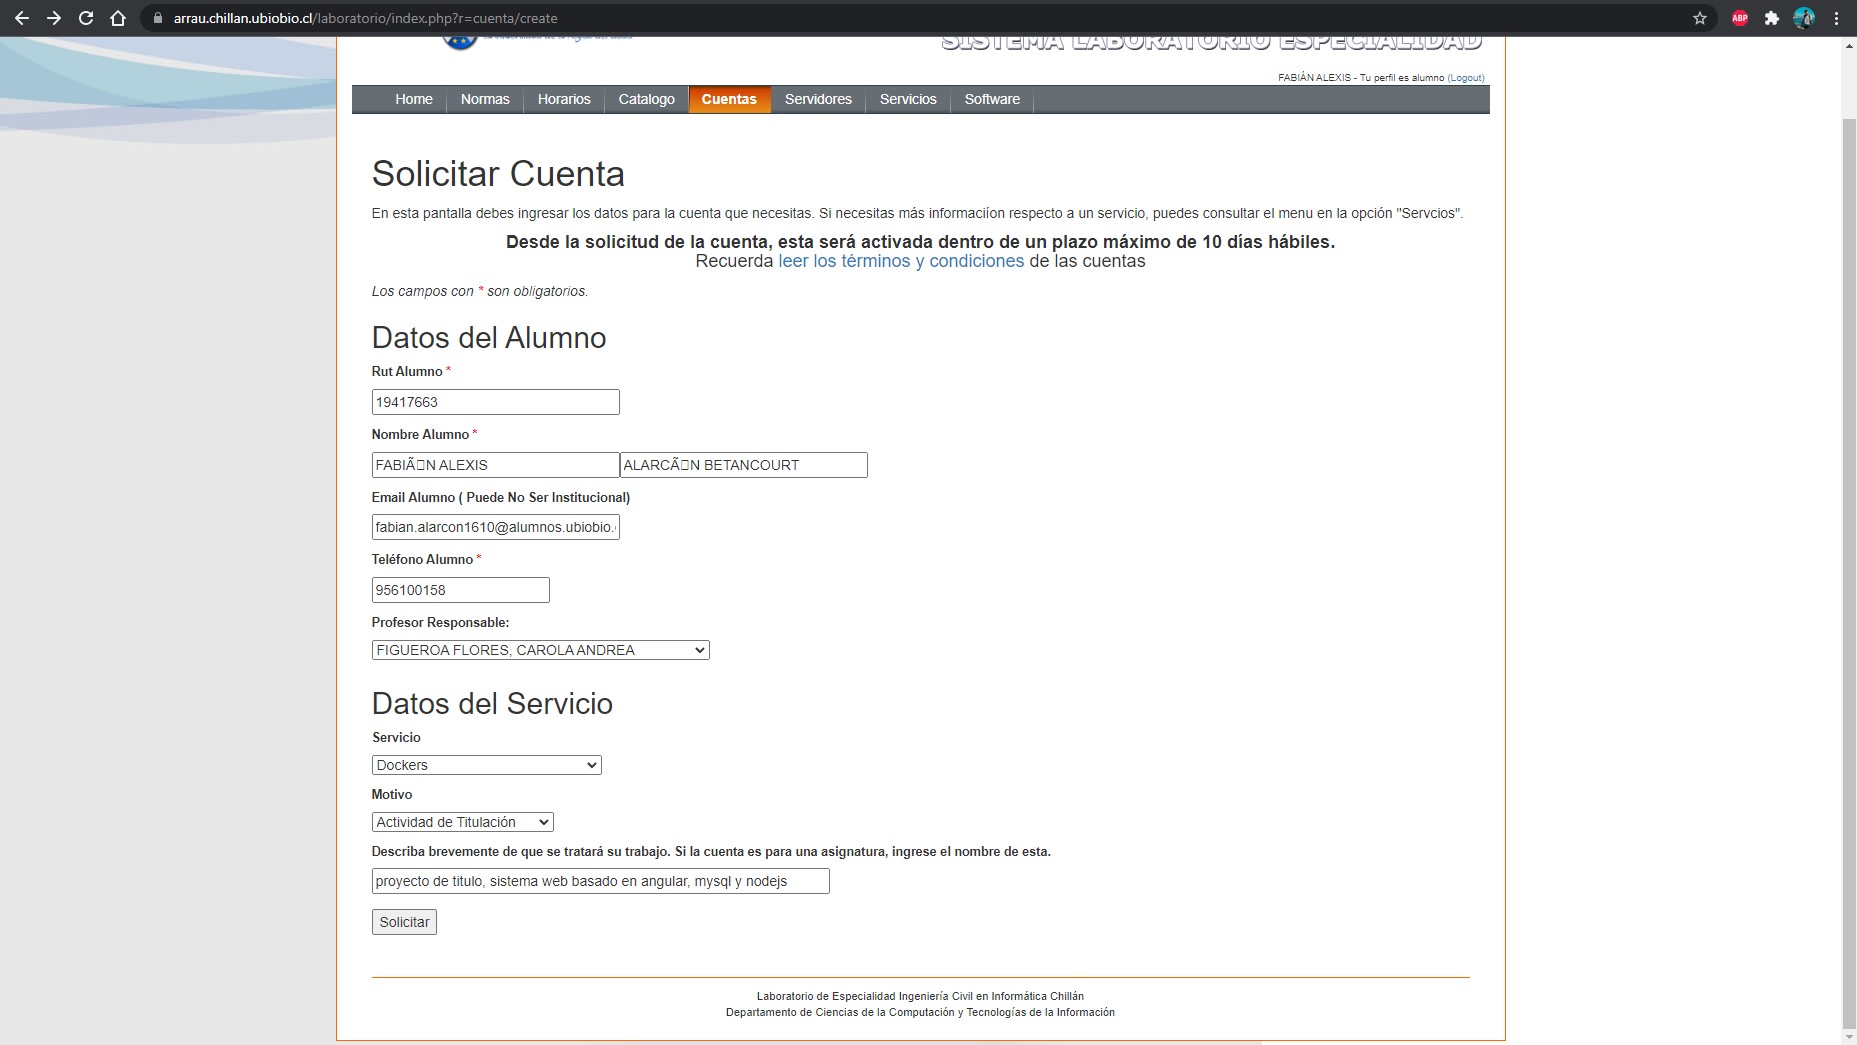 arrau.chillan.ubiobio.cl/laboratorio/index.php?r=cuenta/create
ABP
SISTEMA LABORATORIO ESPECIALIDAD
FABIÁN ALEXIS - Tu perfil es alumno (Logout)
Home Normas Horarios Catalogo Cuentas Servidores Servicios Software
Solicitar Cuenta
En esta pantalla debes ingresar los datos para la cuenta que necesitas. Si necesitas más informaciíon respecto a un servicio, puedes consultar el menu en la opción "Servcios".
Desde la solicitud de la cuenta, esta será activada dentro de un plazo máximo de 10 días hábiles.
Recuerda leer los términos y condiciones de las cuentas
Los campos con * son obligatorios.
Datos del Alumno
Rut Alumno *
19417663
Nombre Alumno *
FABIÃ□N ALEXIS ALARCÃ□N BETANCOURT
Email Alumno ( Puede No Ser Institucional)
fabian.alarcon1610@alumnos.ubiobio.
Teléfono Alumno *
956100158
Profesor Responsable:
FIGUEROA FLORES, CAROLA ANDREA
Datos del Servicio
Servicio
Dockers
Motivo
Actividad de Titulación
Describa brevemente de que se tratará su trabajo. Si la cuenta es para una asignatura, ingrese el nombre de esta.
proyecto de titulo, sistema web basado en angular, mysql y nodejs
Solicitar
Laboratorio de Especialidad Ingeniería Civil en Informática Chillán
Departamento de Ciencias de la Computación y Tecnologías de la Información